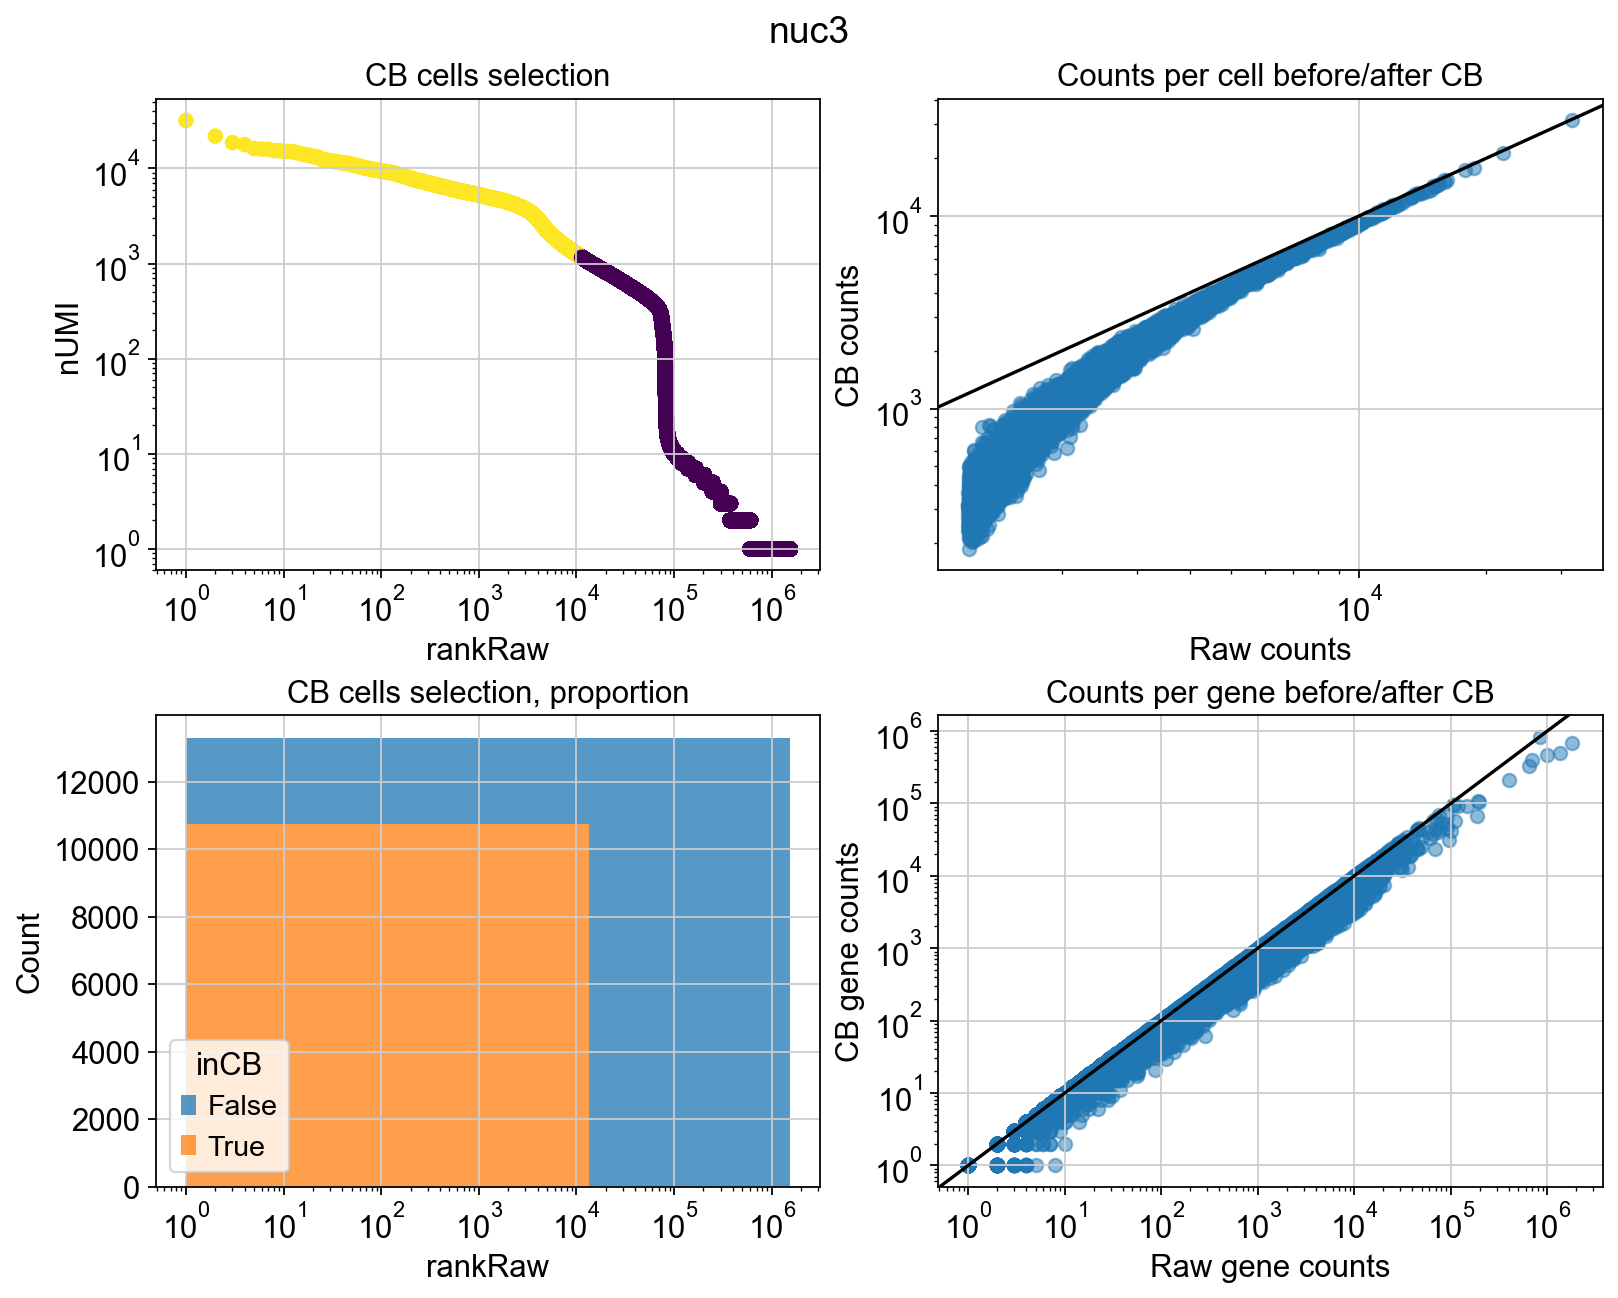 nuc3
CB cells selection
nUMI
10^4
10^3
10^2
10^1
10^0
10^0 10^1 10^2 10^3 10^4 10^5 10^6
rankRaw
Counts per cell before/after CB
CB counts
10^4
10^3
10^4
Raw counts
CB cells selection, proportion
Count
12000
10000
8000
6000
4000
2000
0
inCB
False
True
10^0 10^1 10^2 10^3 10^4 10^5 10^6
rankRaw
Counts per gene before/after CB
CB gene counts
10^6
10^5
10^4
10^3
10^2
10^1
10^0
10^0 10^1 10^2 10^3 10^4 10^5 10^6
Raw gene counts